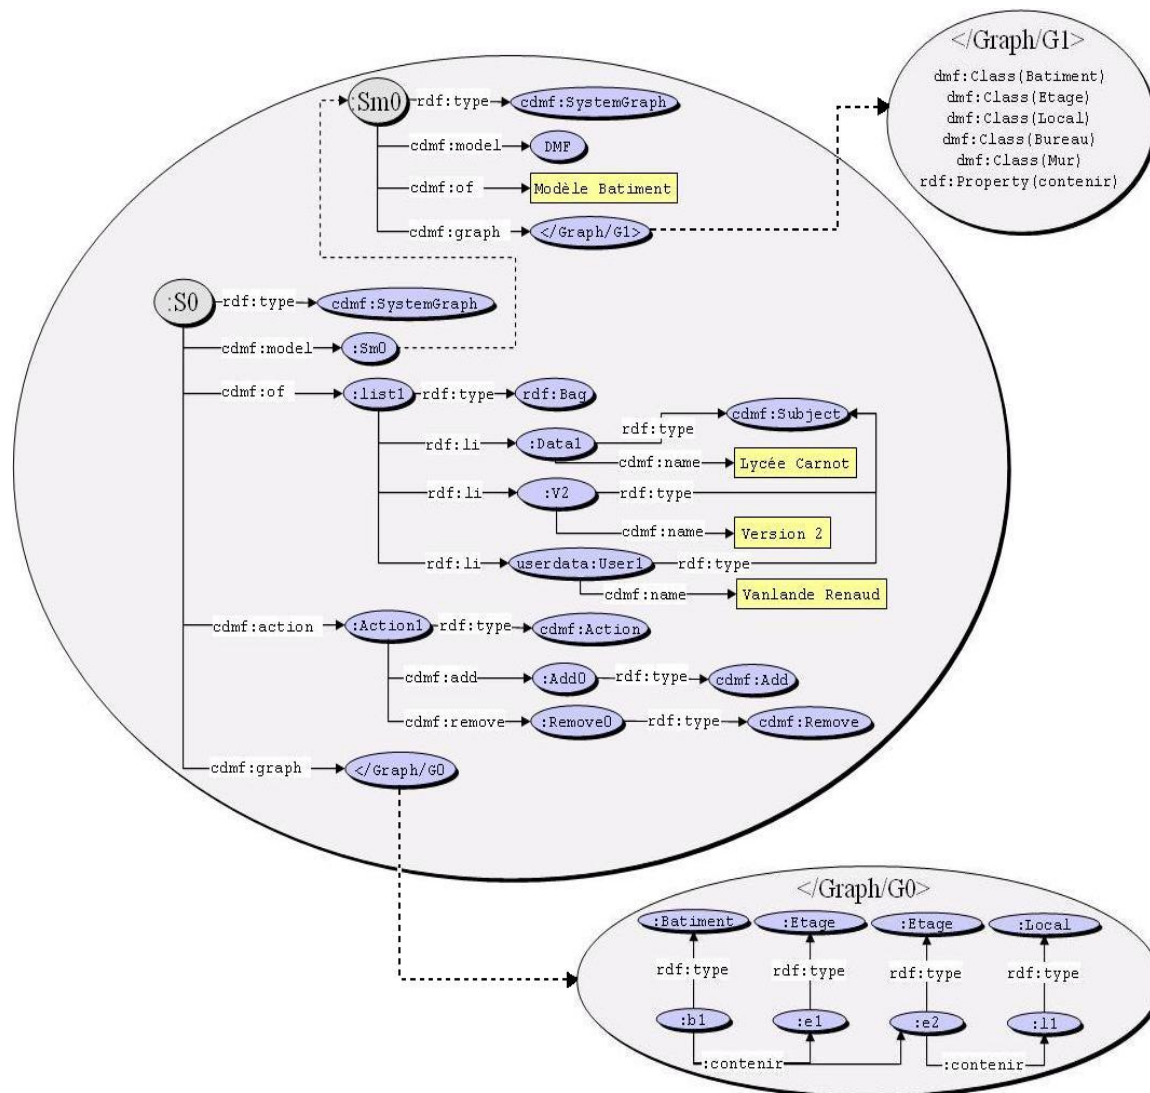 </Graph/G1>
dmf:Class(Batiment)
dmf:Class(Etage)
dmf:Class(Local)
dmf:Class(Bureau)
dmf:Class(Mur)
rdf:Property(contenir)
:Sm0 rdf:type cdmf:SystemGraph
cdmf:model DMF
cdmf:of Modèle Batiment
cdmf:graph </Graph/G1>
:S0 rdf:type cdmf:SystemGraph
cdmf:model :Sm0
cdmf:of :list1 rdf:type rdf:Bag
rdf:li :Data1 rdf:type cdmf:Subject
cdmf:name Lycée Carnot
rdf:li :V2 rdf:type
cdmf:name Version 2
rdf:li userdata:User1 rdf:type
cdmf:name Vanlande Renaud
cdmf:action :Action1 rdf:type cdmf:Action
cdmf:add :Add0 rdf:type cdmf:Add
cdmf:remove :Remove0 rdf:type cdmf:Remove
cdmf:graph </Graph/G0
</Graph/G0>
:Batiment :Etage :Etage :Local
rdf:type rdf:type rdf:type rdf:type
:b1 :e1 :e2 :l1
:contenir :contenir